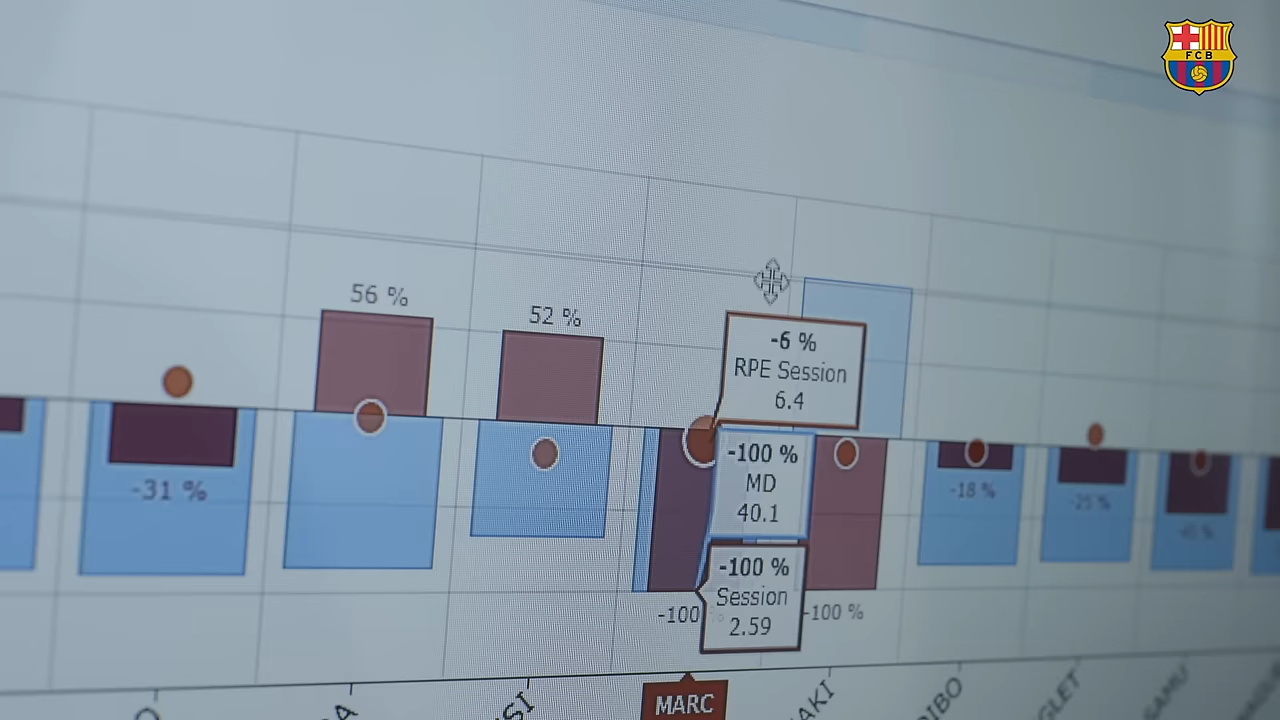 FCB
56 %
52 %
-6 %
RPE Session
6.4
-100 %
MD
40.1
-100 %
Session
2.59
-31 %
-18 %
-25 %
-100
-100 %
MARC